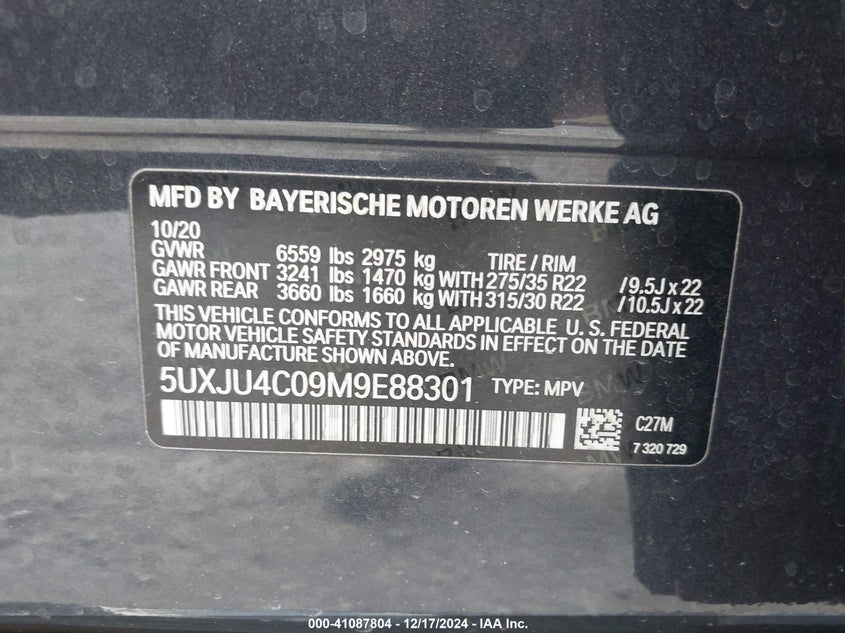 MFD BY BAYERISCHE MOTOREN WERKE AG
10/20
GVWR 6559 lbs 2975 kg TIRE / RIM
GAWR FRONT 3241 lbs 1470 kg WITH 275/35 R22 / 9.5J x 22
GAWR REAR 3660 lbs 1660 kg WITH 315/30 R22 / 10.5J x 22
THIS VEHICLE CONFORMS TO ALL APPLICABLE U. S. FEDERAL
MOTOR VEHICLE SAFETY STANDARDS IN EFFECT ON THE DATE
OF MANUFACTURE SHOWN ABOVE.
5UXJU4C09M9E88301 TYPE: MPV
C27M
7 320 729
000-41087804 - 12/17/2024 - IAA Inc.